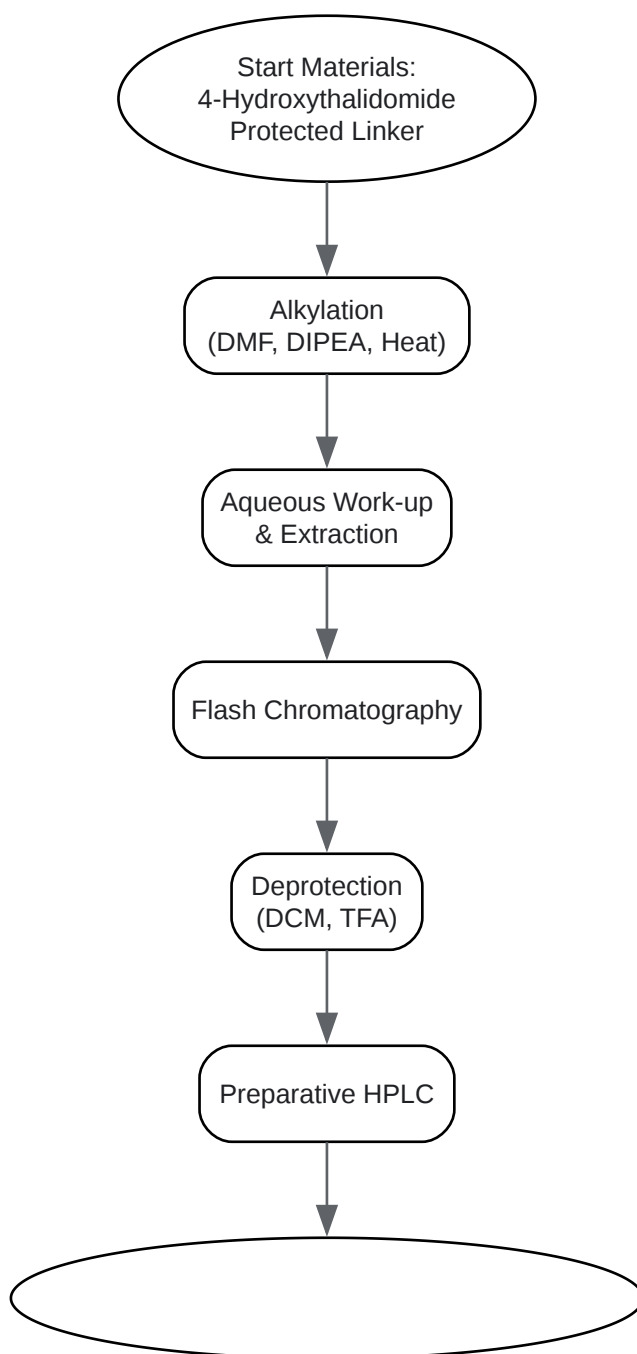 Start Materials:
4-Hydroxythalidomide
Protected Linker
Alkylation
(DMF, DIPEA, Heat)
Aqueous Work-up
& Extraction
Flash Chromatography
Deprotection
(DCM, TFA)
Preparative HPLC